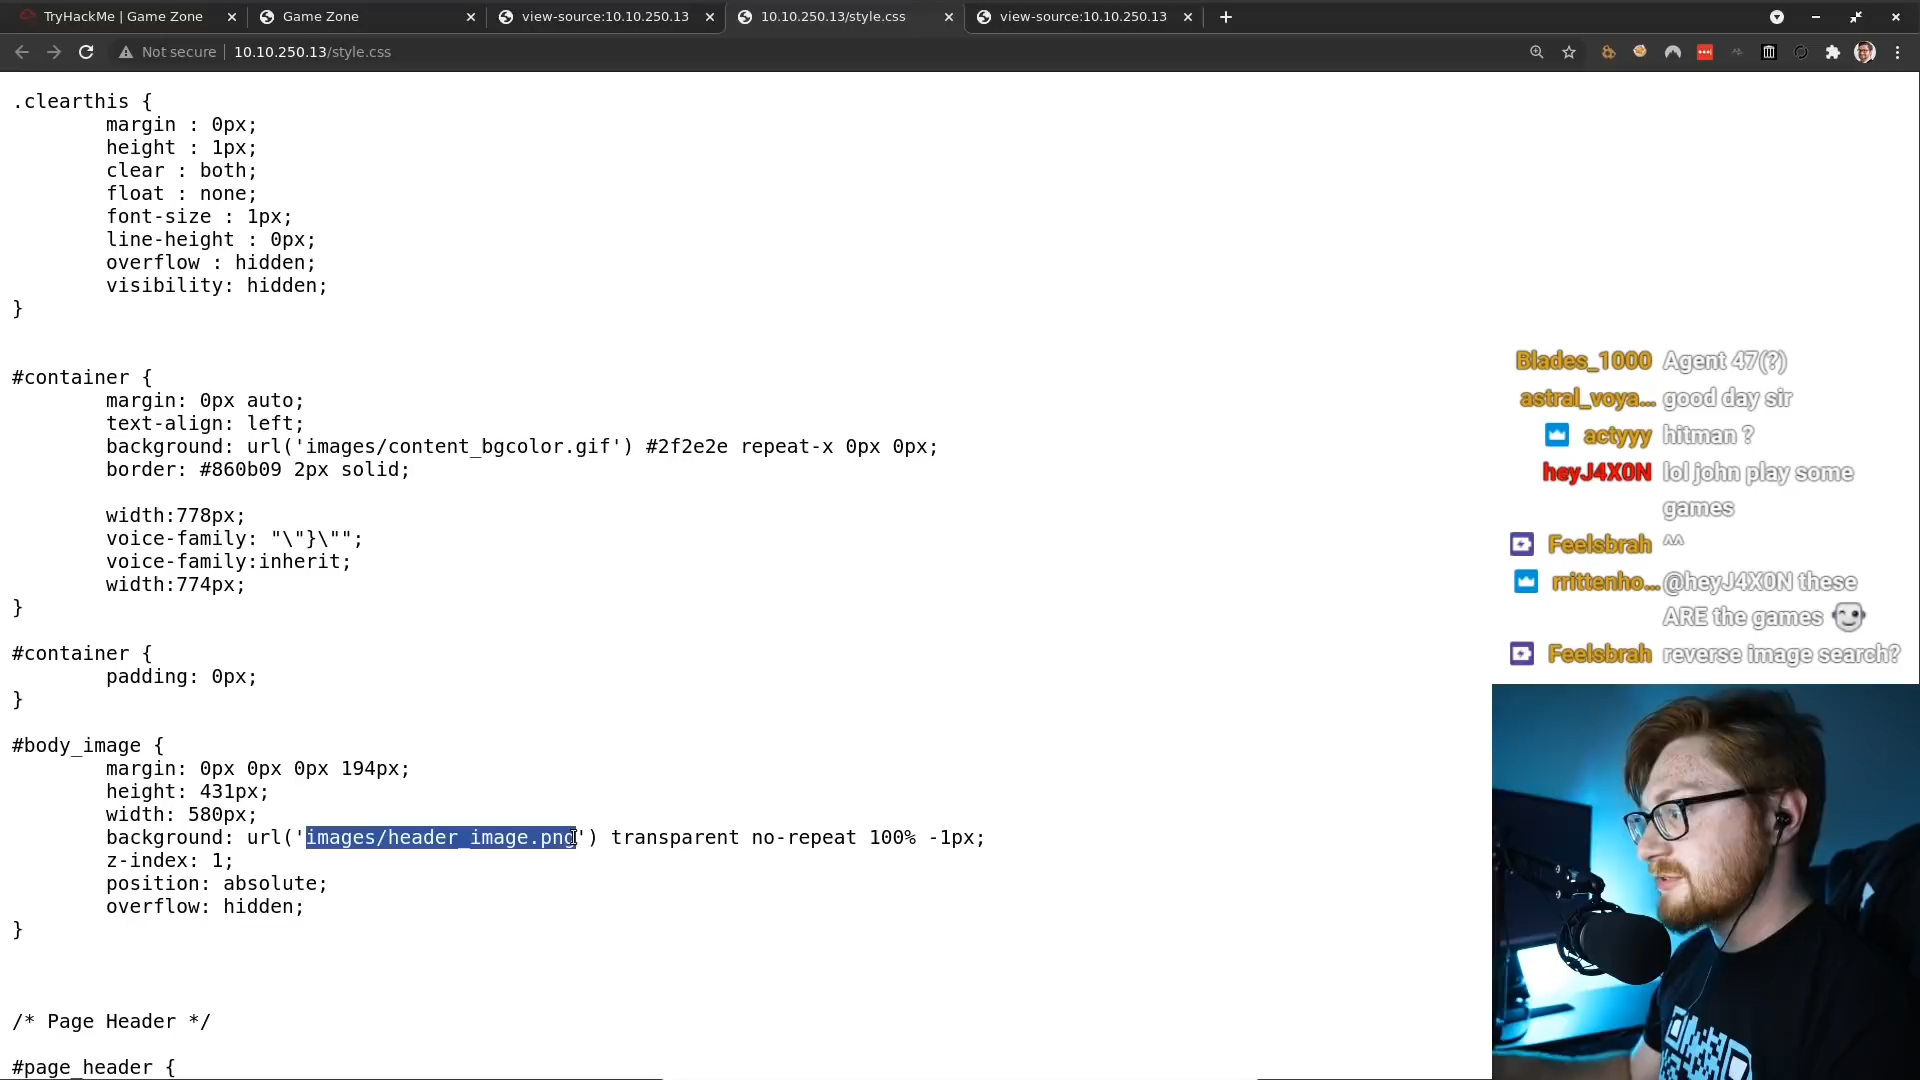 TryHackMe | Game Zone
Game Zone
view-source:10.10.250.13
10.10.250.13/style.css
view-source:10.10.250.13
Not secure
10.10.250.13/style.css
.clearthis {
margin : 0px;
height : 1px;
clear : both;
float : none;
font-size : 1px;
line-height : 0px;
overflow : hidden;
visibility: hidden;
}
#container {
margin: 0px auto;
text-align: left;
background: url('images/content_bgcolor.gif') #2f2e2e repeat-x 0px 0px;
border: #860b09 2px solid;
width:778px;
voice-family: "\"}\"";
voice-family:inherit;
width:774px;
}
#container {
padding: 0px;
}
#body_image {
margin: 0px 0px 0px 194px;
height: 431px;
width: 580px;
background: url('images/header_image.png') transparent no-repeat 100% -1px;
z-index: 1;
position: absolute;
overflow: hidden;
}
/* Page Header */
#page_header {
Blades_1000 Agent 47(?)
astral_voya... good day sir
actyyy hitman ?
heyJ4X0N lol john play some
games
Feelsbrah ^^
rrittenho... @heyJ4X0N these
ARE the games
Feelsbrah reverse image search?